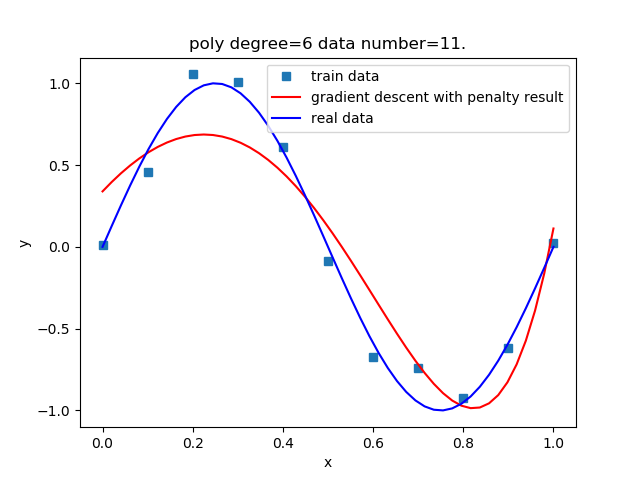 poly degree=6 data number=11.
train data
gradient descent with penalty result
real data
1.0
0.5
0.0
−0.5
−1.0
y
0.0 0.2 0.4 0.6 0.8 1.0
x